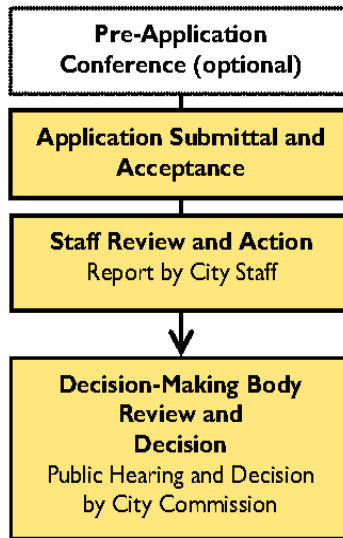 Pre-Application
Conference (optional)
Application Submittal and
Acceptance
Staff Review and Action
Report by City Staff
Decision-Making Body
Review and
Decision
Public Hearing and Decision
by City Commission